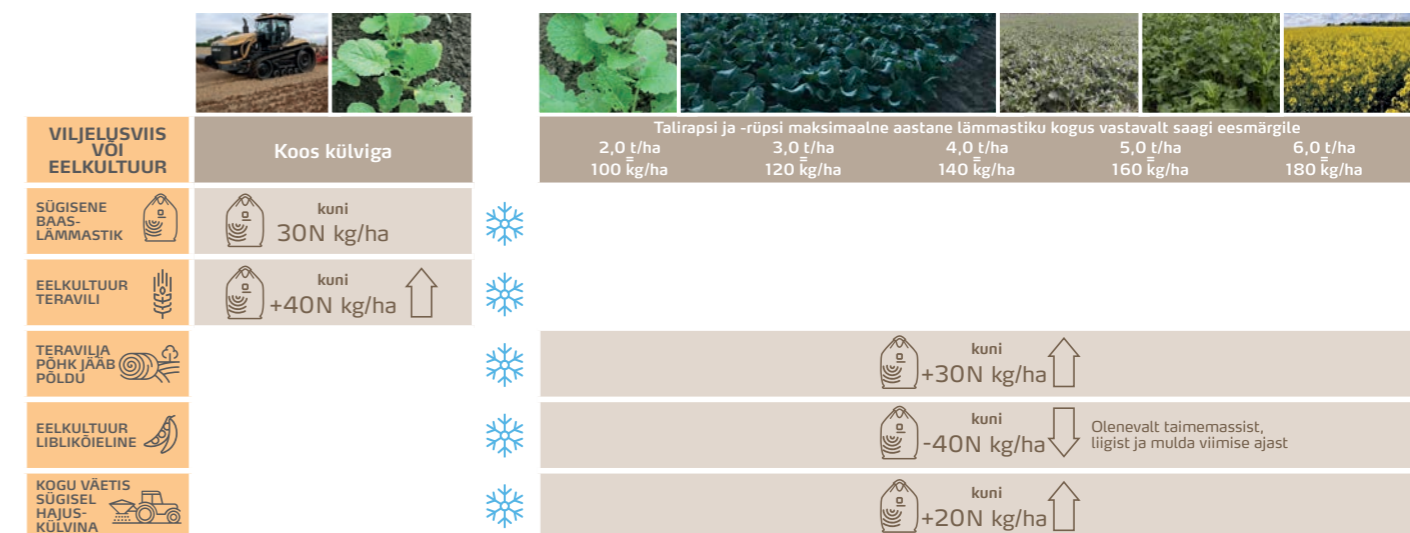 VILJELUSVIIS
VÕI
EELKULTUUR
Koos külviga
Talirapsi ja -rüpsi maksimaalne aastane lämmastiku kogus vastavalt saagi eesmärgile
2,0 t/ha
=
100 kg/ha
3,0 t/ha
=
120 kg/ha
4,0 t/ha
=
140 kg/ha
5,0 t/ha
=
160 kg/ha
6,0 t/ha
=
180 kg/ha
SÜGISENE
BAAS-
LÄMMASTIK
kuni
30N kg/ha
EELKULTUUR
TERAVILI
kuni
+40N kg/ha
TERAVILJA
PÕHK JÄÄB
PÕLDU
kuni
+30N kg/ha
EELKULTUUR
LIBLIKÕIELINE
kuni
-40N kg/ha
Olenevalt taimemassist,
liigist ja mulda viimise ajast
KOGU VÄETIS
SÜGISEL
HAJUS-
KÜLVINA
kuni
+20N kg/ha